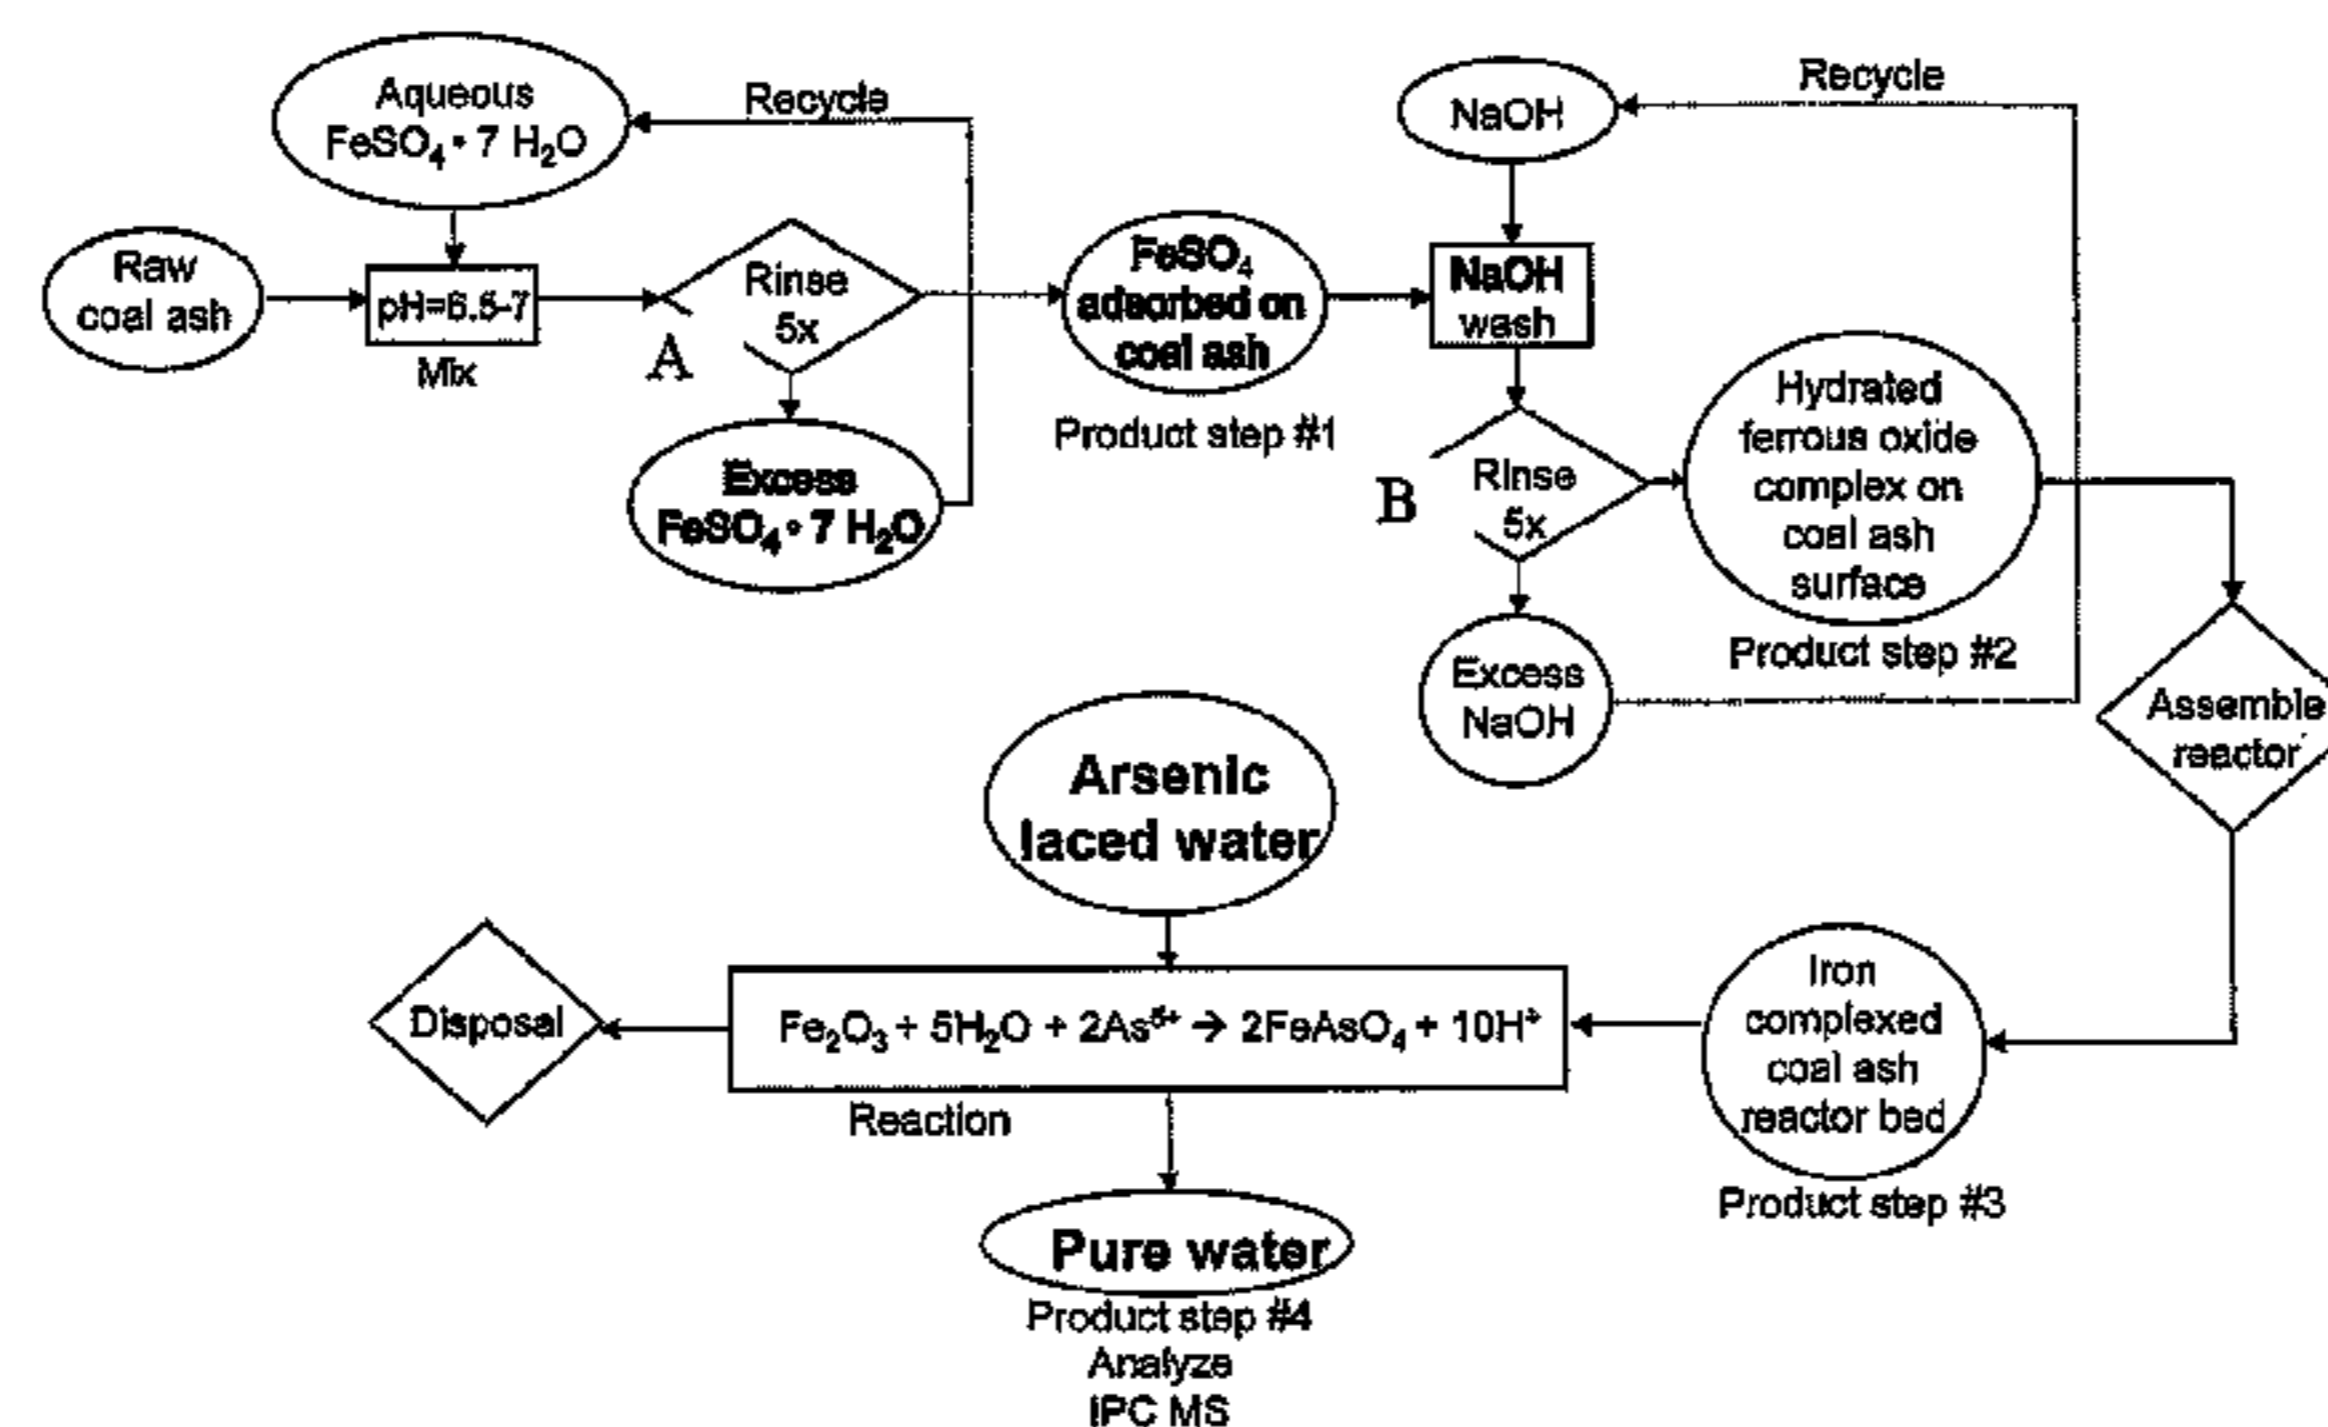 Aqueous
FeSO₄ • 7 H₂O
Recycle
Raw
coal ash
pH=6.5-7
Mix
A
Rinse
5x
Excess
FeSO₄ • 7 H₂O
FeSO₄
adsorbed on
coal ash
Product step #1
NaOH
Recycle
NaOH
wash
B
Rinse
5x
Excess
NaOH
Hydrated
ferrous oxide
complex on
coal ash
surface
Product step #2
Assemble
reactor
Iron
complexed
coal ash
reactor bed
Product step #3
Arsenic
laced water
Fe₂O₃ + 5H₂O + 2As⁵⁺ → 2FeAsO₄ + 10H⁺
Reaction
Disposal
Pure water
Product step #4
Analyze
IPC MS